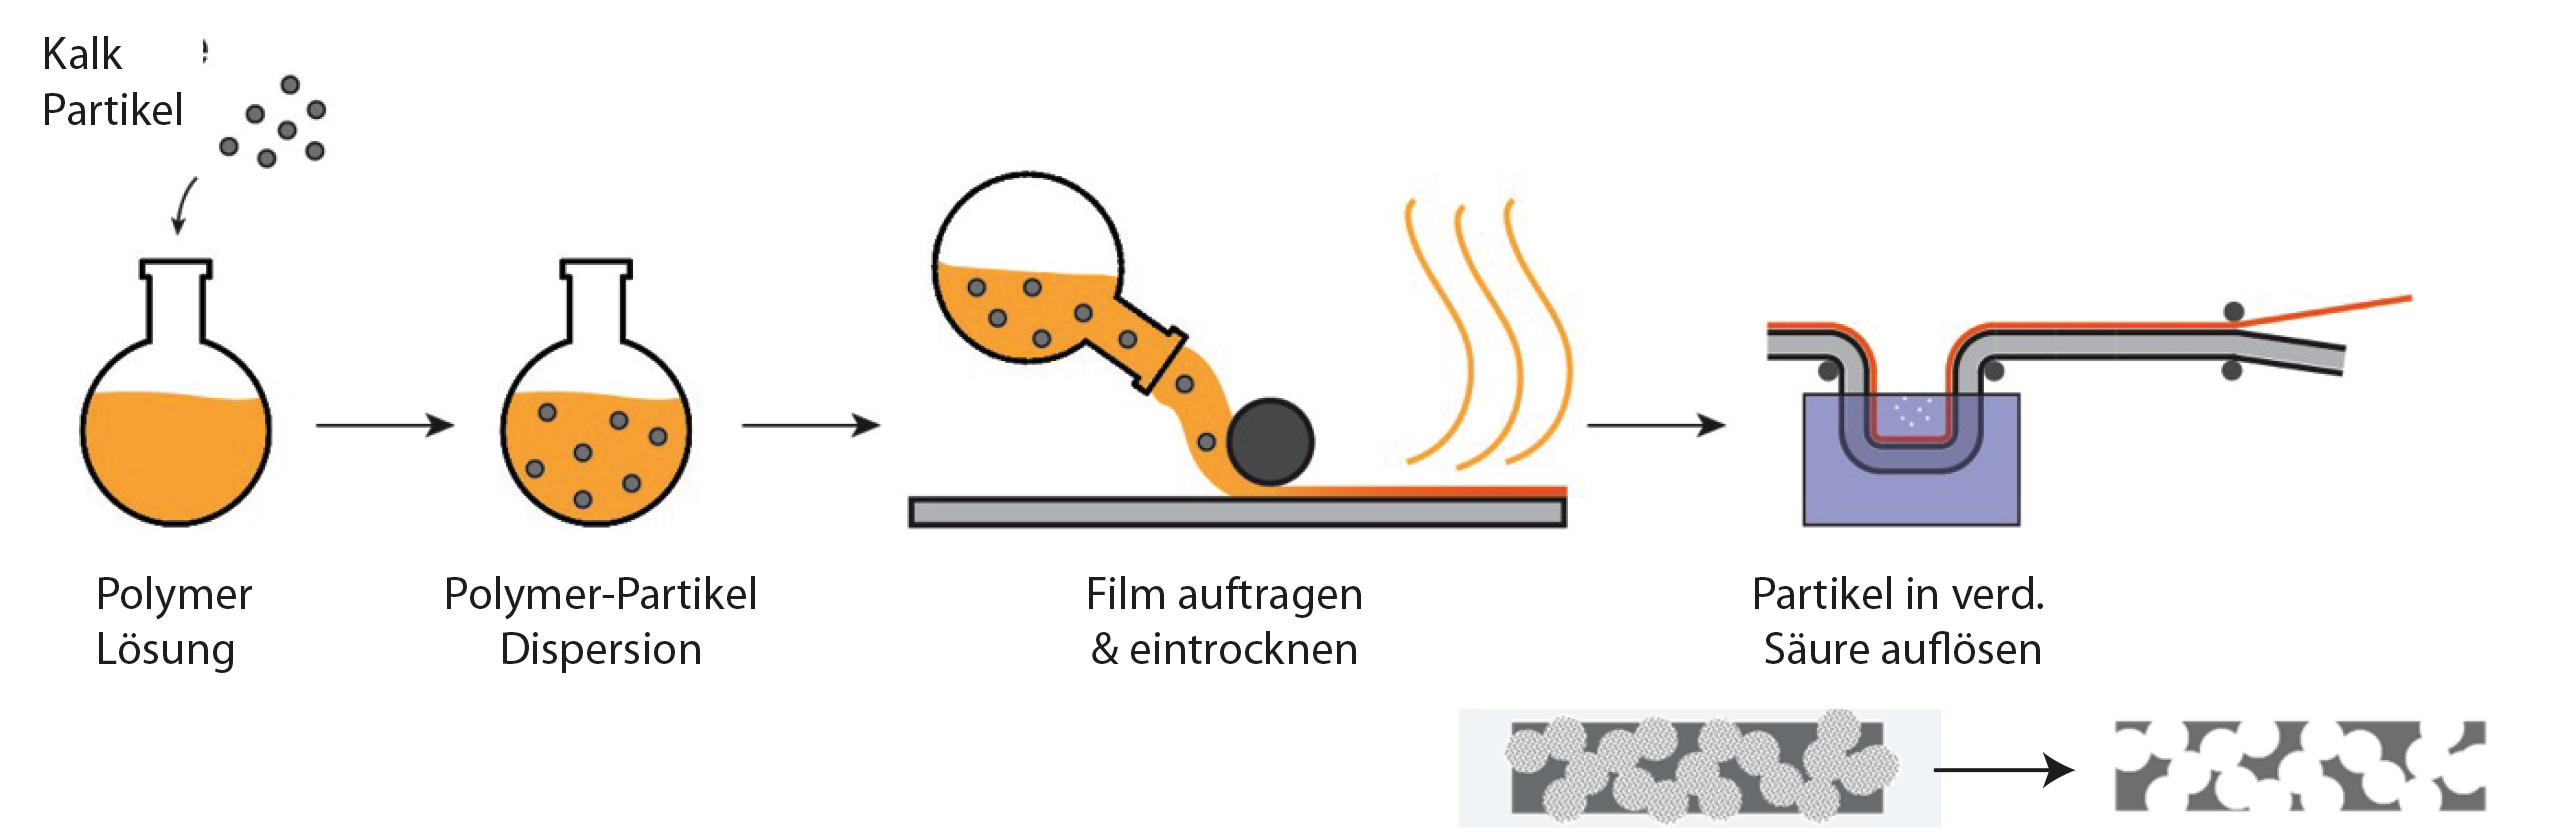 Kalk
Partikel
Polymer
Lösung
Polymer-Partikel
Dispersion
Film auftragen
& eintrocknen
Partikel in verd.
Säure auflösen